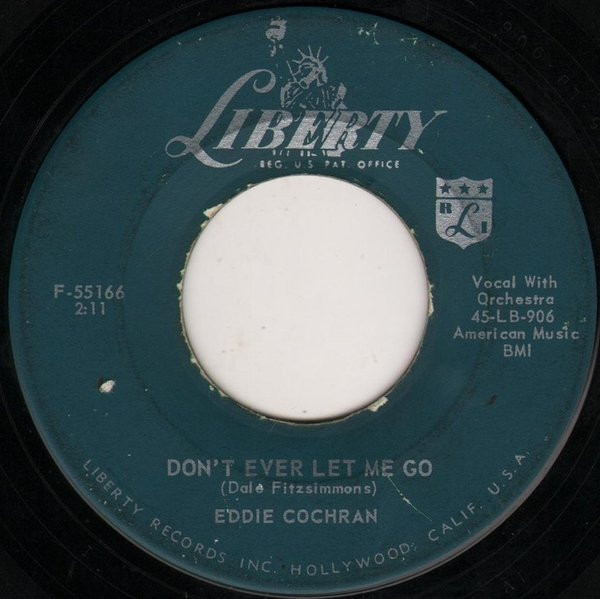 LIBERTY
REG. U.S. PAT. OFFICE
R L I
F-55166
2:11
Vocal With
Orchestra
45-LB-906
American Music
BMI
DON'T EVER LET ME GO
(Dale Fitzsimmons)
EDDIE COCHRAN
LIBERTY RECORDS INC. HOLLYWOOD, CALIF. U.S.A.